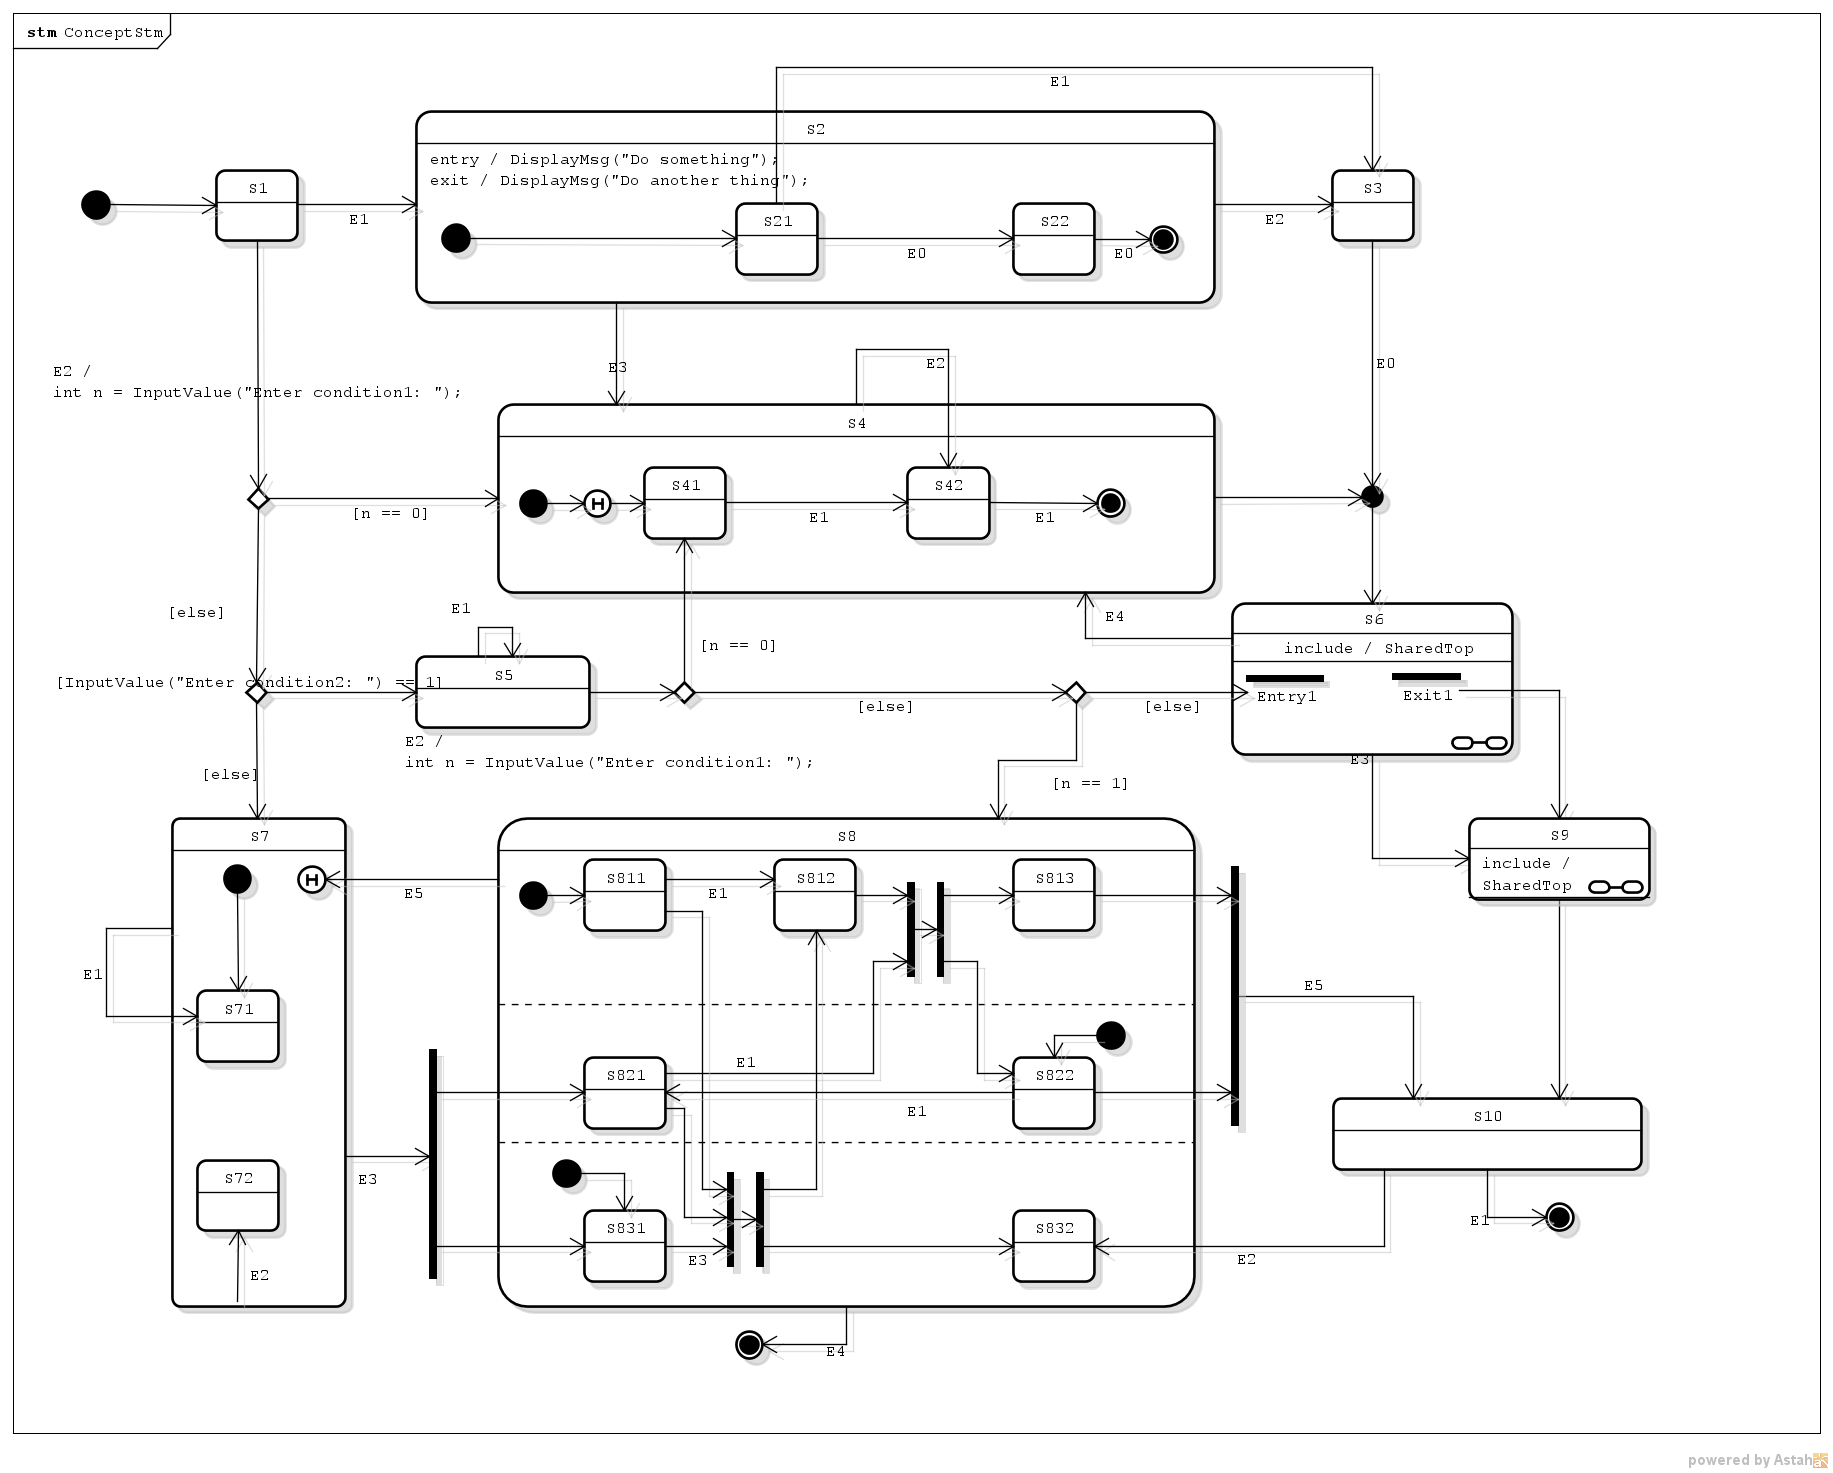 stm ConceptStm
E1
S2
entry / DisplayMsg("Do something");
exit / DisplayMsg("Do another thing");
S1
S3
E1
S21
S22
E2
E0
E0
E3
E2
E0
E2 /
int n = InputValue("Enter condition1: ");
S4
S41
S42
[n == 0]
E1
E1
[else]
E1
E4
S6
[n == 0]
include / SharedTop
[InputValue("Enter condition2: ") == 1]
S5
Entry1
Exit1
[else]
[else]
E2 /
int n = InputValue("Enter condition1: ");
E3
[else]
[n == 1]
S7
S8
S9
H
E5
S811
E1
S812
S813
include /
SharedTop
E1
E5
S71
E1
S821
S822
E1
S10
E3
S72
S831
S832
E1
E2
E3
E2
E4
H
powered by Astah